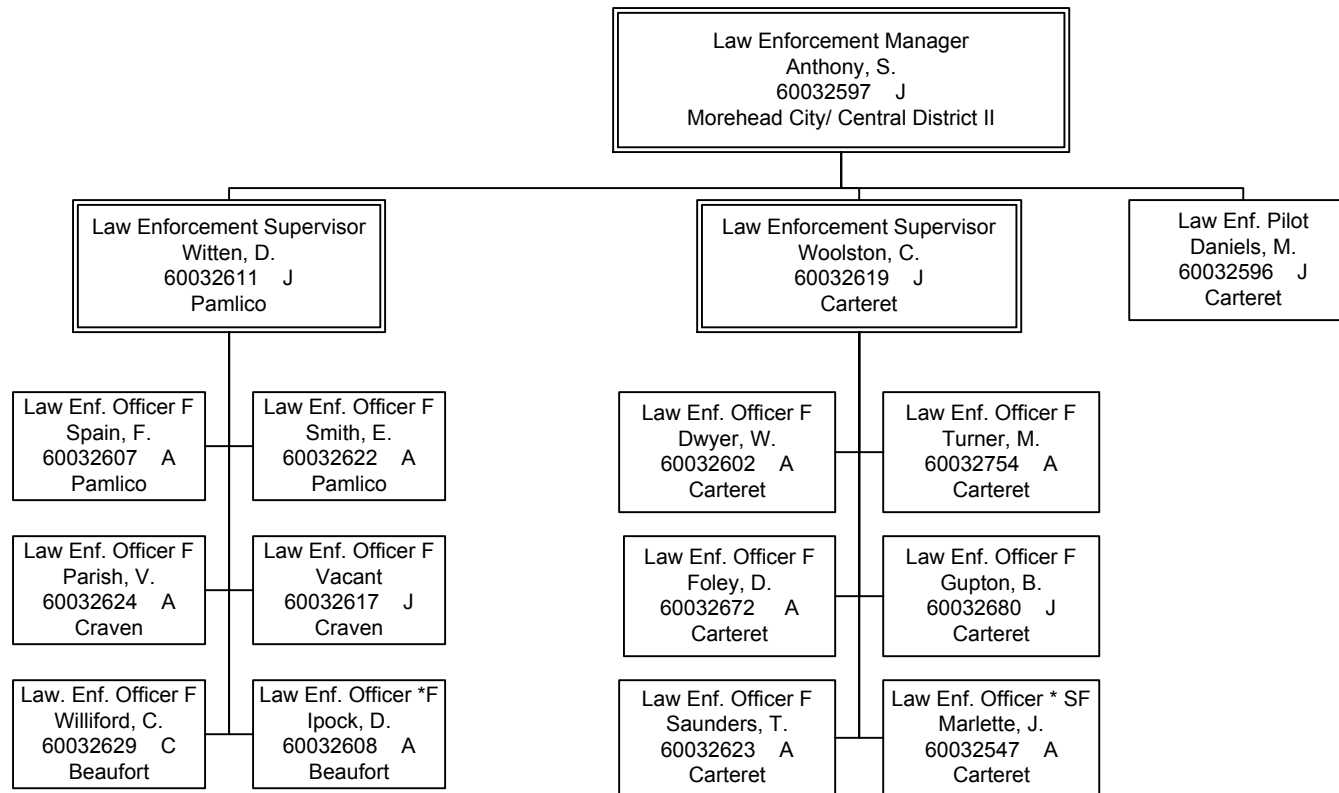 Law Enforcement Manager
Anthony, S.
60032597 J
Morehead City/ Central District II
Law Enforcement Supervisor
Witten, D.
60032611 J
Pamlico
Law Enforcement Supervisor
Woolston, C.
60032619 J
Carteret
Law Enf. Pilot
Daniels, M.
60032596 J
Carteret
Law Enf. Officer F
Spain, F.
60032607 A
Pamlico
Law Enf. Officer F
Smith, E.
60032622 A
Pamlico
Law Enf. Officer F
Dwyer, W.
60032602 A
Carteret
Law Enf. Officer F
Turner, M.
60032754 A
Carteret
Law Enf. Officer F
Parish, V.
60032624 A
Craven
Law Enf. Officer F
Vacant
60032617 J
Craven
Law Enf. Officer F
Foley, D.
60032672 A
Carteret
Law Enf. Officer F
Gupton, B.
60032680 J
Carteret
Law. Enf. Officer F
Williford, C.
60032629 C
Beaufort
Law Enf. Officer *F
Ipock, D.
60032608 A
Beaufort
Law Enf. Officer F
Saunders, T.
60032623 A
Carteret
Law Enf. Officer * SF
Marlette, J.
60032547 A
Carteret